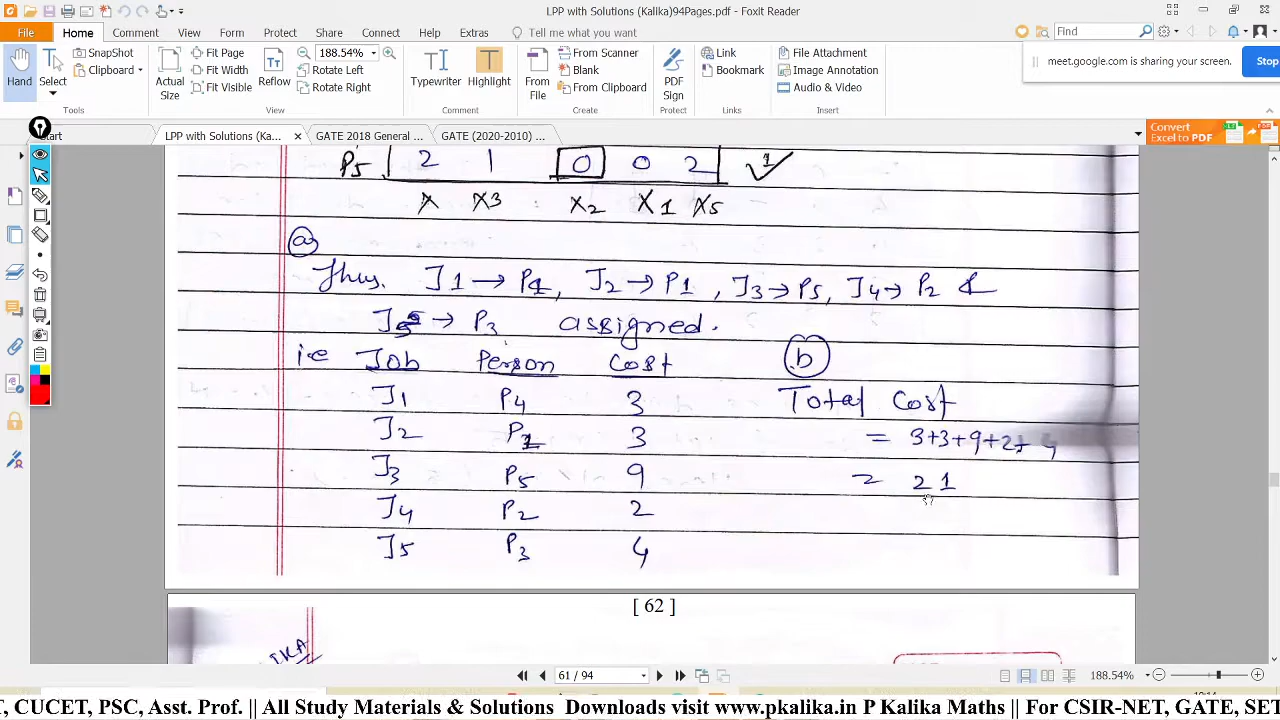 LPP with Solutions (Kalika)94Pages.pdf - Foxit Reader
File Home Comment View Form Protect Share Connect Help Extras Tell me what you want... Find
Hand Select SnapShot Clipboard Actual Size Fit Page Fit Width Fit Visible Reflow 188.54% Rotate Left Rotate Right Typewriter Highlight From File From Scanner Blank From Clipboard PDF Sign Link Bookmark File Attachment Image Annotation Audio & Video
Tools View Comment Create Protect Links Insert
meet.google.com is sharing your screen. Stop
Start LPP with Solutions (Ka... GATE 2018 General ... GATE (2020-2010) ...
Convert Excel to PDF
P5 2 1 0 0 2 1 ✓
X X3 X2 X1 X5
(a)
Thus. J1 → P4, J2 → P1, J3 → P5, J4 → P2 &
J5 → P3 assigned.
i.e Job Person Cost (b)
J1 P4 3 Total Cost
J2 P1 3 = 3+3+9+2+ 4
J3 P5 9 = 21
J4 P2 2
J5 P3 4
[ 62 ]
61 / 94 188.54%
T, CUCET, PSC, Asst. Prof. || All Study Materials & Solutions Downloads visit www.pkalika.in P Kalika Maths || For CSIR-NET, GATE, SET